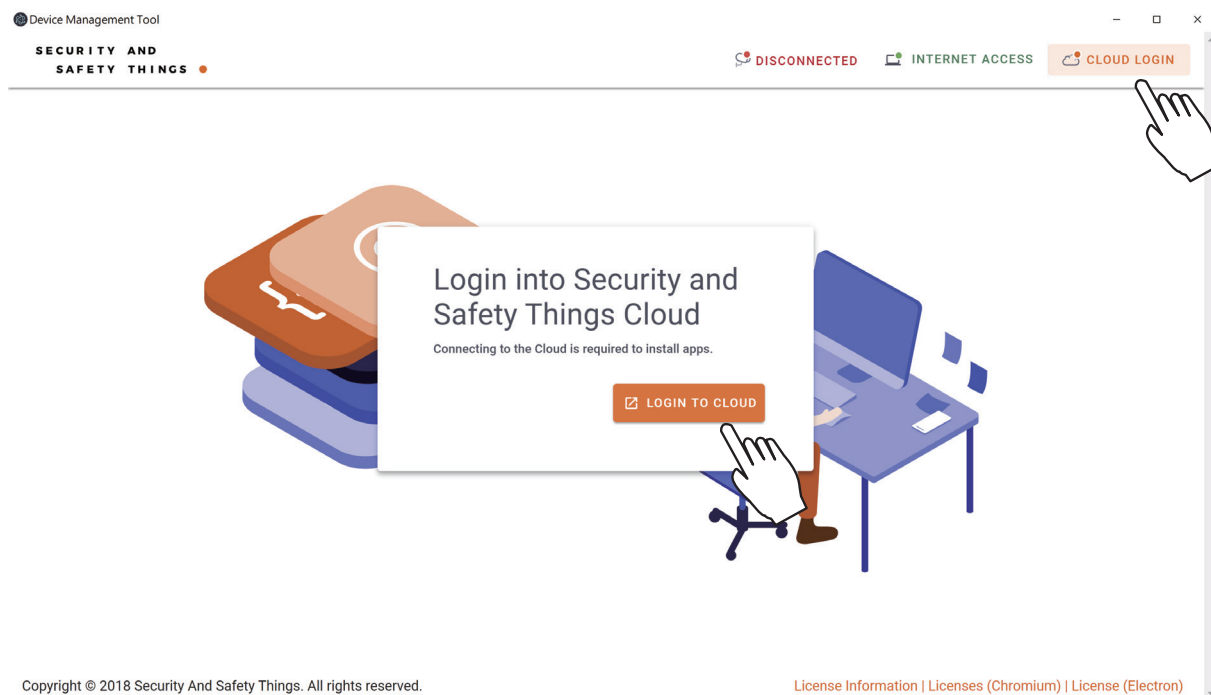 Device Management Tool
SECURITY AND
SAFETY THINGS
DISCONNECTED
INTERNET ACCESS
CLOUD LOGIN
Login into Security and
Safety Things Cloud
Connecting to the Cloud is required to install apps.
LOGIN TO CLOUD
Copyright © 2018 Security And Safety Things. All rights reserved.
License Information | Licenses (Chromium) | License (Electron)